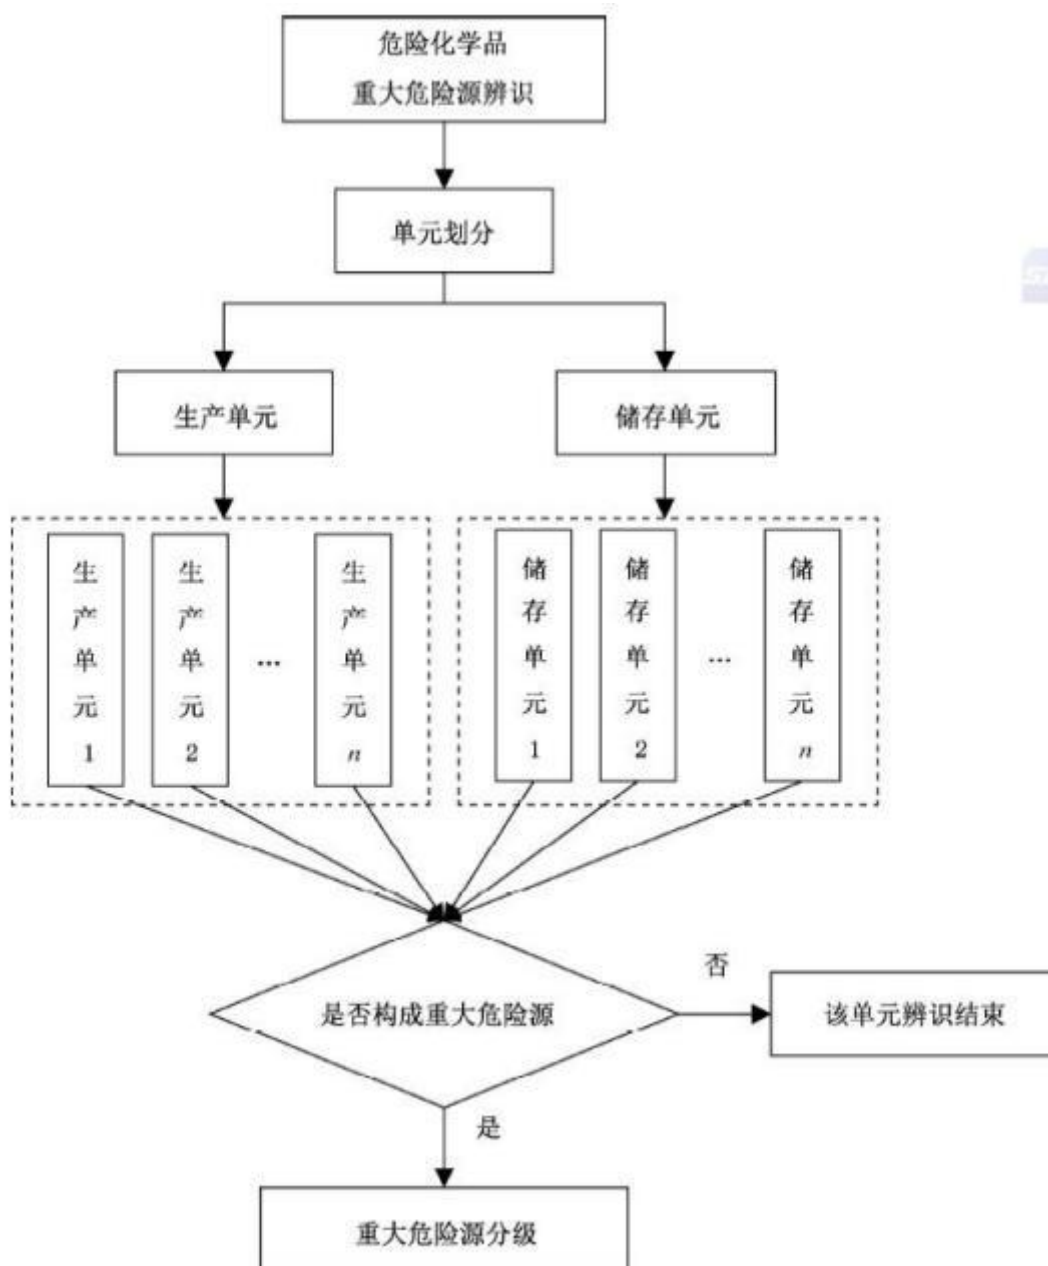 危险化学品
重大危险源辨识
单元划分
生产单元
储存单元
生产单元1
生产单元2
…
生产单元n
储存单元1
储存单元2
…
储存单元n
是否构成重大危险源
否
该单元辨识结束
是
重大危险源分级